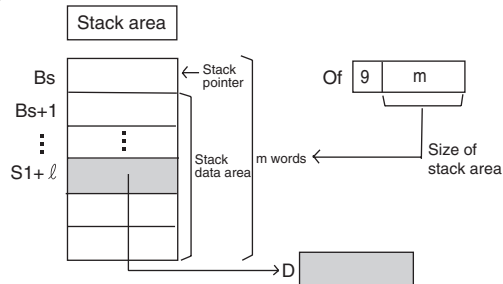 Stack area
Bs
Stack pointer
Of 9 m
Bs+1
⋮
⋮
Stack data area
m words
Size of stack area
S1+ ℓ
D